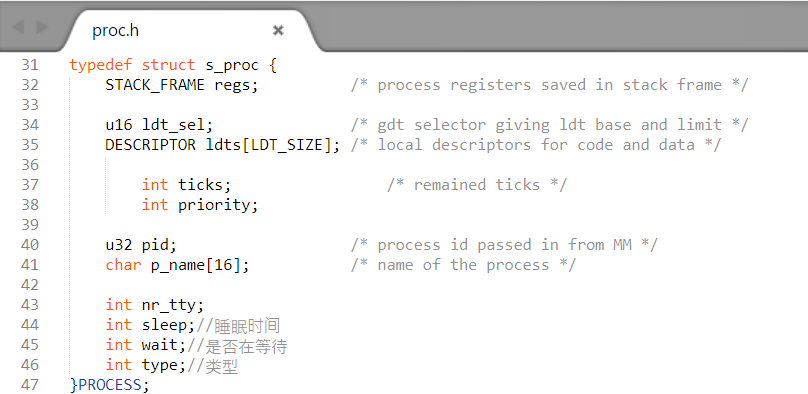 proc.h
31 typedef struct s_proc {
32 STACK_FRAME regs; /* process registers saved in stack frame */
33
34 u16 ldt_sel; /* gdt selector giving ldt base and limit */
35 DESCRIPTOR ldts[LDT_SIZE]; /* local descriptors for code and data */
36
37 int ticks; /* remained ticks */
38 int priority;
39
40 u32 pid; /* process id passed in from MM */
41 char p_name[16]; /* name of the process */
42
43 int nr_tty;
44 int sleep;//睡眠时间
45 int wait;//是否在等待
46 int type;//类型
47 }PROCESS;